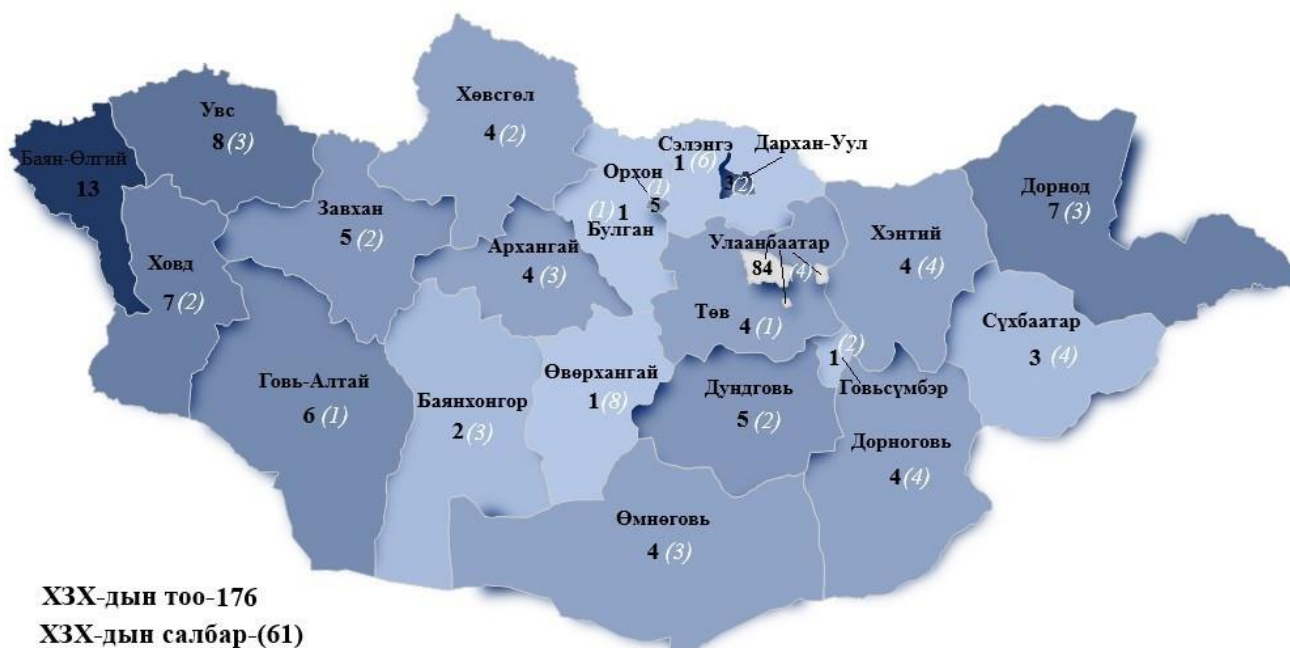 Хөвсгөл
4 (2)
Увс
8 (3)
Баян-Өлгий
13
Сэлэнгэ
1 (6)
Дархан-Уул
3 (2)
Орхон
(1)
5
(1) 1
Булган
Дорнод
7 (3)
Завхан
5 (2)
Архангай
4 (3)
Улаанбаатар
84 (4)
Хэнтий
4 (4)
Ховд
7 (2)
Төв
4 (1)
Сүхбаатар
3 (4)
(2)
1
Говьсүмбэр
Говь-Алтай
6 (1)
Баянхонгор
2 (3)
Өвөрхангай
1 (8)
Дундговь
5 (2)
Дорноговь
4 (4)
Өмнөговь
4 (3)
ХЗХ-дын тоо-176
ХЗХ-дын салбар-(61)